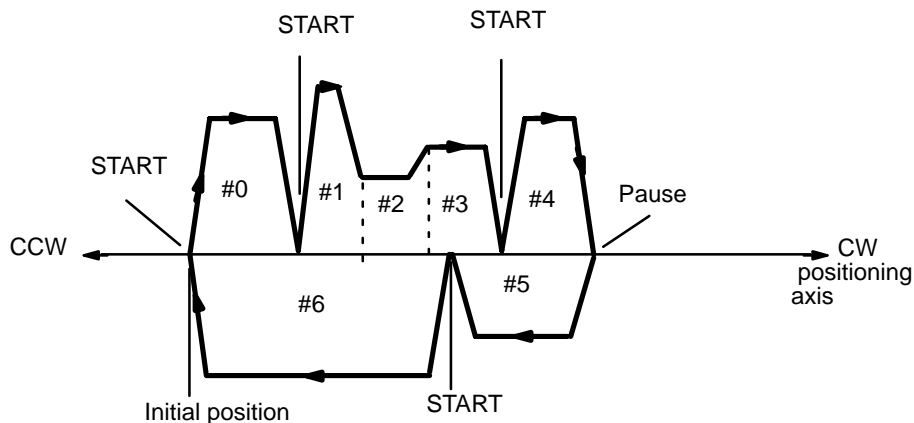 START
START
START
#0
#1
#2
#3
#4
Pause
CCW
CW
positioning
axis
#5
#6
Initial position
START